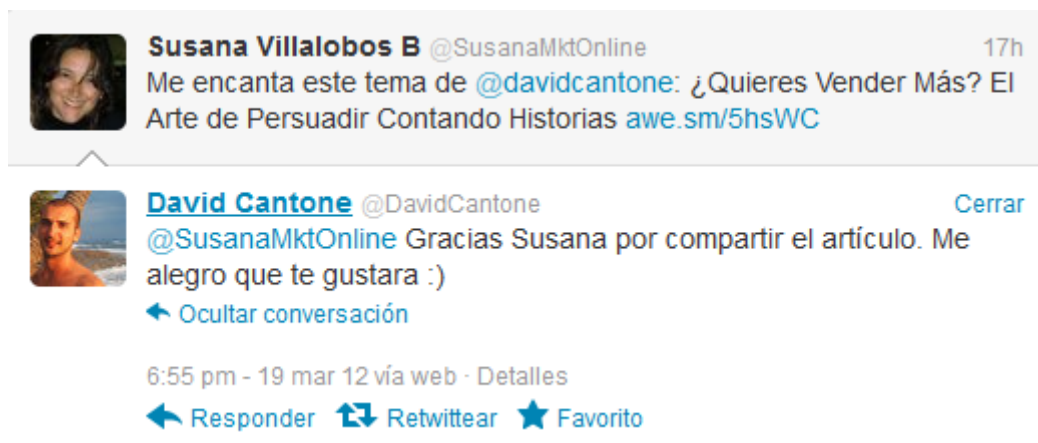 Susana Villalobos B @SusanaMktOnline 17h
Me encanta este tema de @davidcantone: ¿Quieres Vender Más? El
Arte de Persuadir Contando Historias awe.sm/5hsWC
David Cantone @DavidCantone Cerrar
@SusanaMktOnline Gracias Susana por compartir el artículo. Me
alegro que te gustara :)
Ocultar conversación
6:55 pm - 19 mar 12 vía web · Detalles
Responder Retwittear Favorito